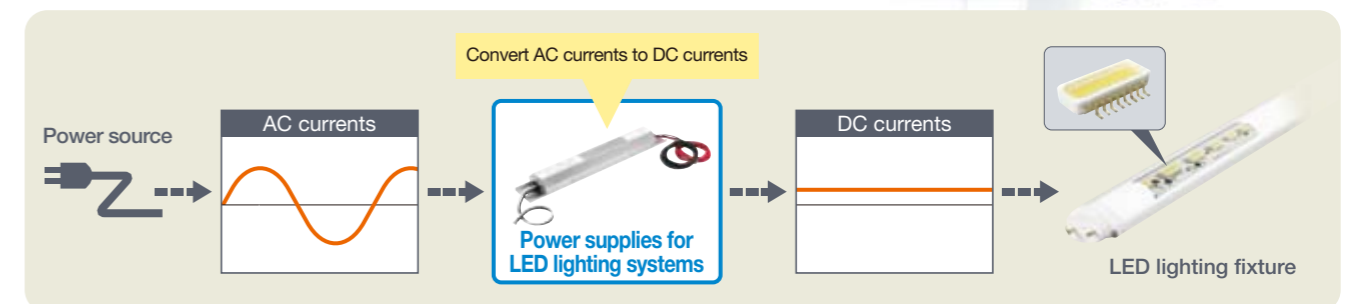 Convert AC currents to DC currents
Power source
AC currents
DC currents
Power supplies for
LED lighting systems
LED lighting fixture